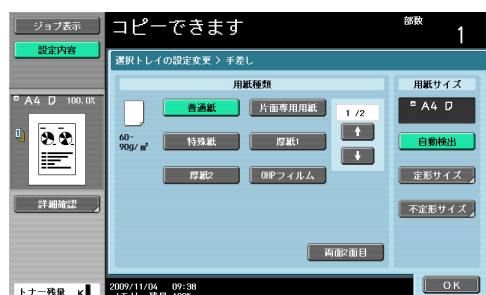 ジョブ表示
設定内容
コピーできます
部数
1
選択トレイの設定変更 > 手差し
用紙種類
用紙サイズ
A4 100.0%
普通紙
片面専用用紙
1 /2
A4
60-
90g/㎡
特殊紙
厚紙1
自動検出
厚紙2
OHPフィルム
定形サイズ
詳細確認
不定形サイズ
両面2面目
トナー残量 K
2009/11/04 09:38
OK